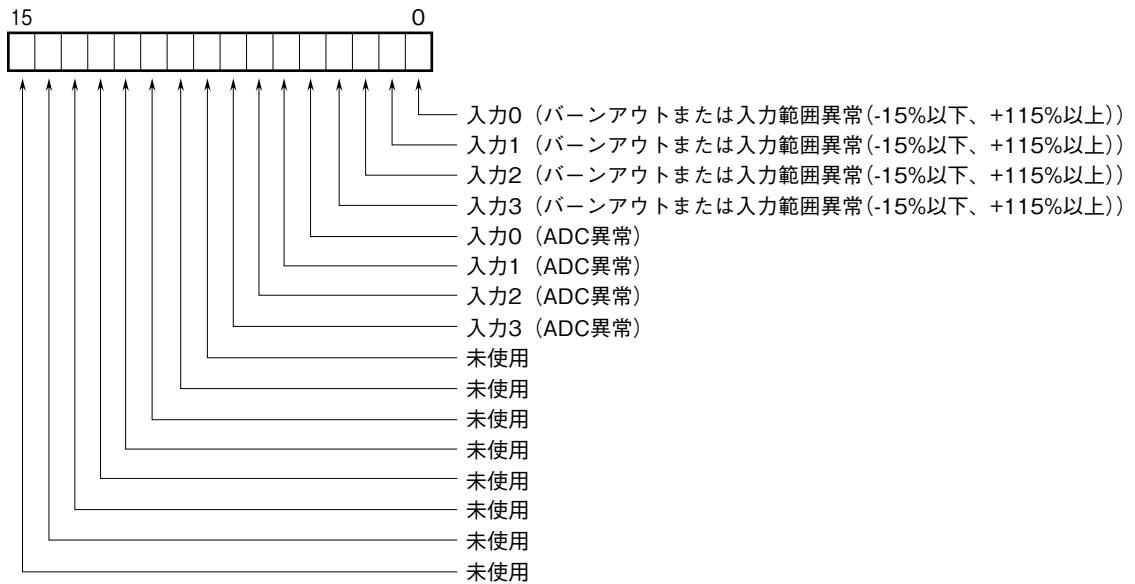 15 0
入力0（バーンアウトまたは入力範囲異常(-15%以下、+115%以上)）
入力1（バーンアウトまたは入力範囲異常(-15%以下、+115%以上)）
入力2（バーンアウトまたは入力範囲異常(-15%以下、+115%以上)）
入力3（バーンアウトまたは入力範囲異常(-15%以下、+115%以上)）
入力0（ADC異常）
入力1（ADC異常）
入力2（ADC異常）
入力3（ADC異常）
未使用
未使用
未使用
未使用
未使用
未使用
未使用
未使用